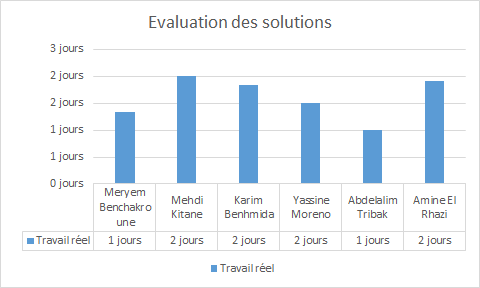 Evaluation des solutions
3 jours
2 jours
2 jours
1 jours
1 jours
0 jours
Meryem Benchakro une
Mehdi Kitane
Karim Benhmida
Yassine Moreno
Abdelalim Tribak
Amine El Rhazi
Travail réel 1 jours 2 jours 2 jours 2 jours 1 jours 2 jours
Travail réel